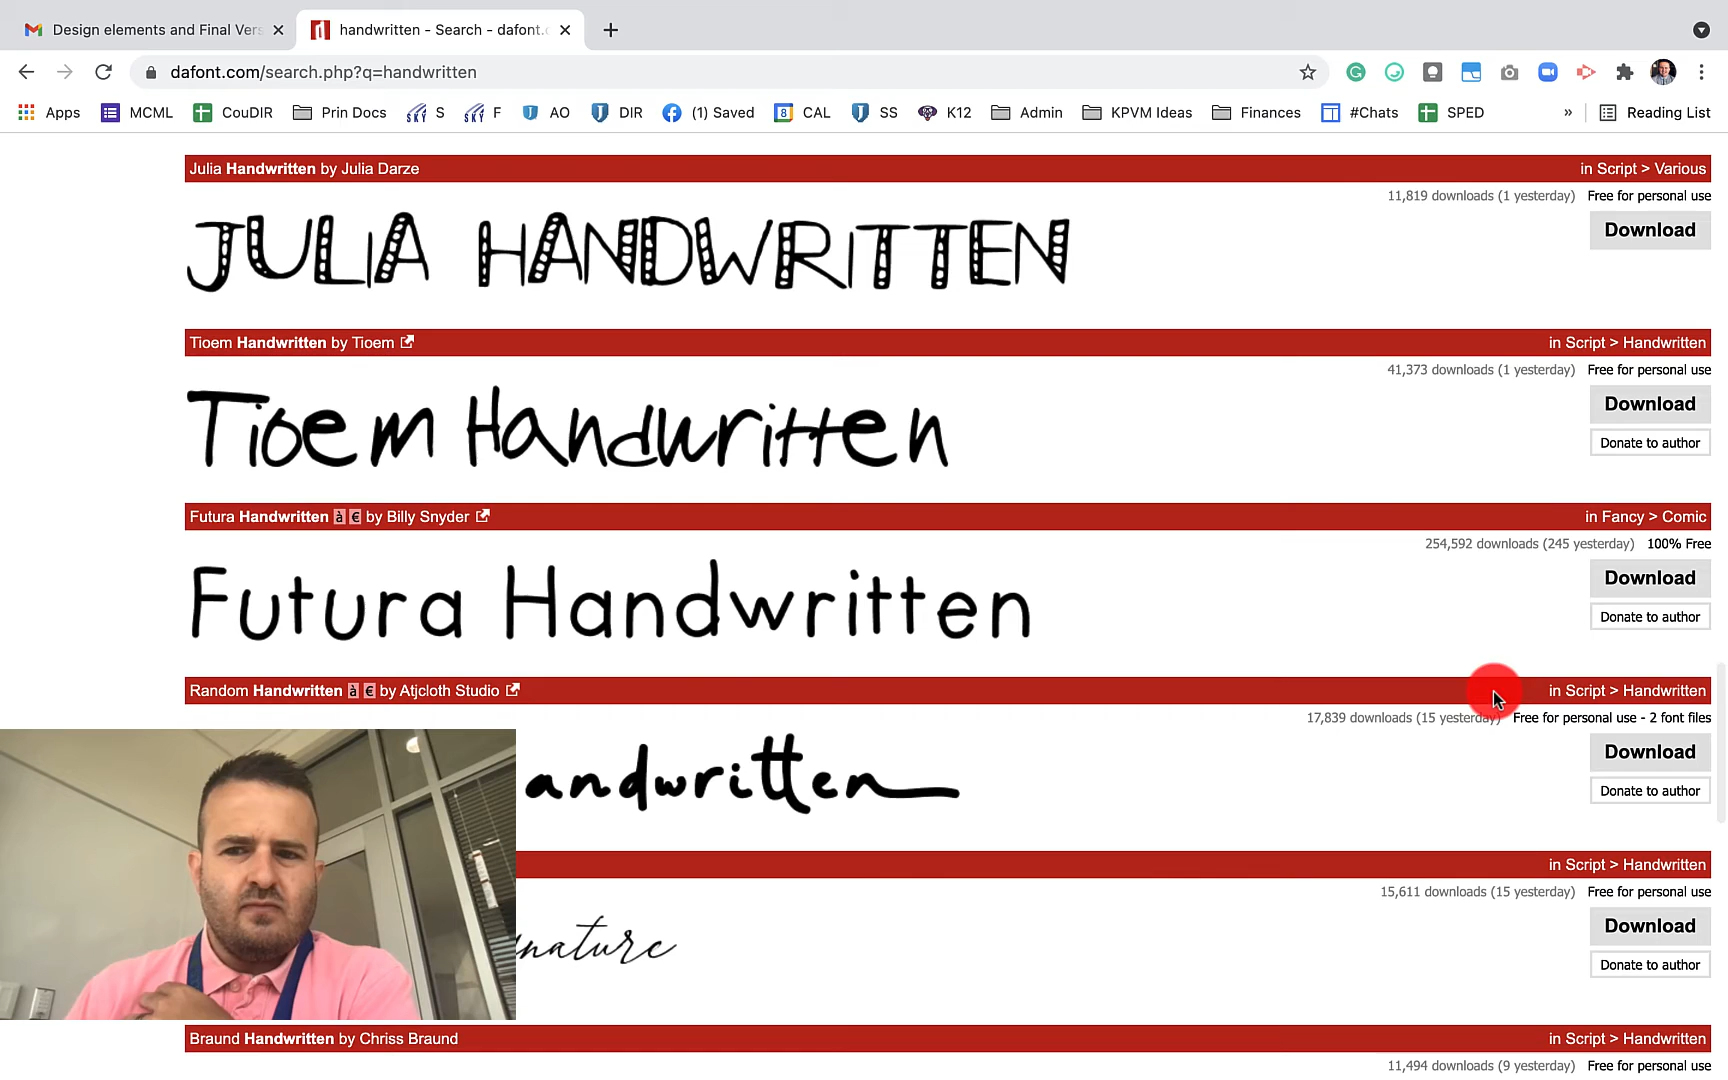 Design elements and Final Vers
handwritten - Search - dafont.c
dafont.com/search.php?q=handwritten
Apps MCML CouDIR Prin Docs S F AO DIR (1) Saved CAL SS K12 Admin KPVM Ideas Finances #Chats SPED » Reading List
Julia Handwritten by Julia Darze in Script > Various
11,819 downloads (1 yesterday) Free for personal use
Download
JULIA HANDWRITTEN
Tioem Handwritten by Tioem in Script > Handwritten
41,373 downloads (1 yesterday) Free for personal use
Download
Tioem Handwritten
Donate to author
Futura Handwritten à € by Billy Snyder in Fancy > Comic
254,592 downloads (245 yesterday) 100% Free
Download
Futura Handwritten
Donate to author
Random Handwritten à € by Atjcloth Studio in Script > Handwritten
17,839 downloads (15 yesterday) Free for personal use - 2 font files
Download
andwritten
Donate to author
in Script > Handwritten
15,611 downloads (15 yesterday) Free for personal use
Download
nature
Donate to author
Braund Handwritten by Chriss Braund in Script > Handwritten
11,494 downloads (9 yesterday) Free for personal use